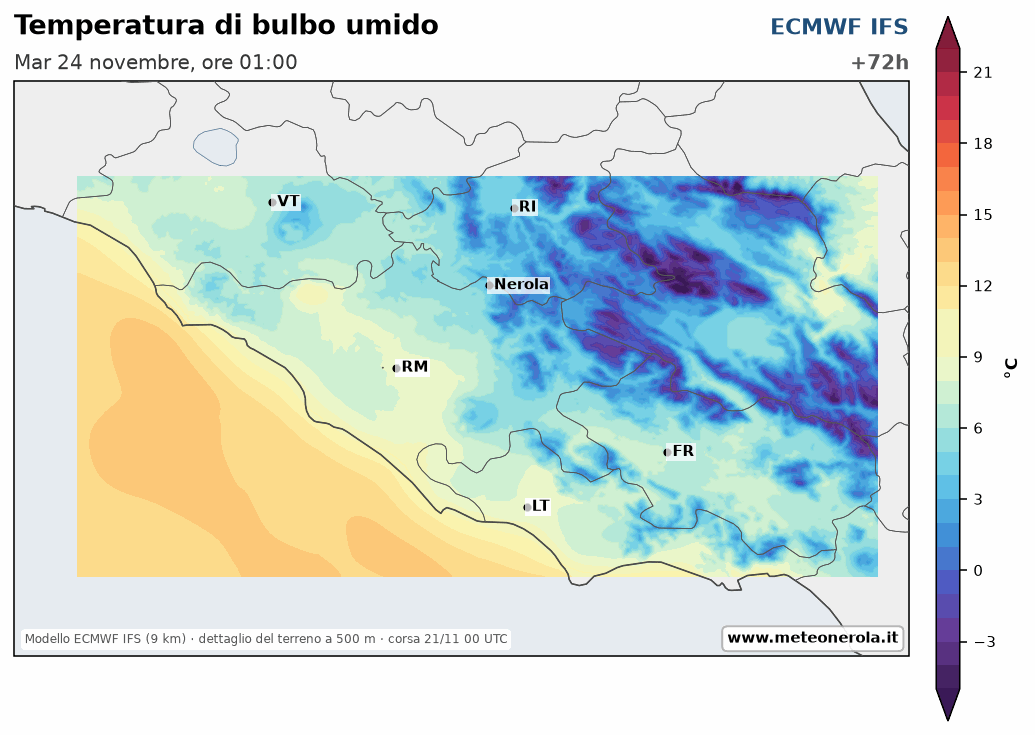 Temperatura di bulbo umido
ECMWF IFS
Mar 24 novembre, ore 01:00
+72h
VT
RI
Nerola
RM
FR
LT
21
18
15
12
9
6
3
0
−3
°C
Modello ECMWF IFS (9 km) · dettaglio del terreno a 500 m · corsa 21/11 00 UTC
www.meteonerola.it